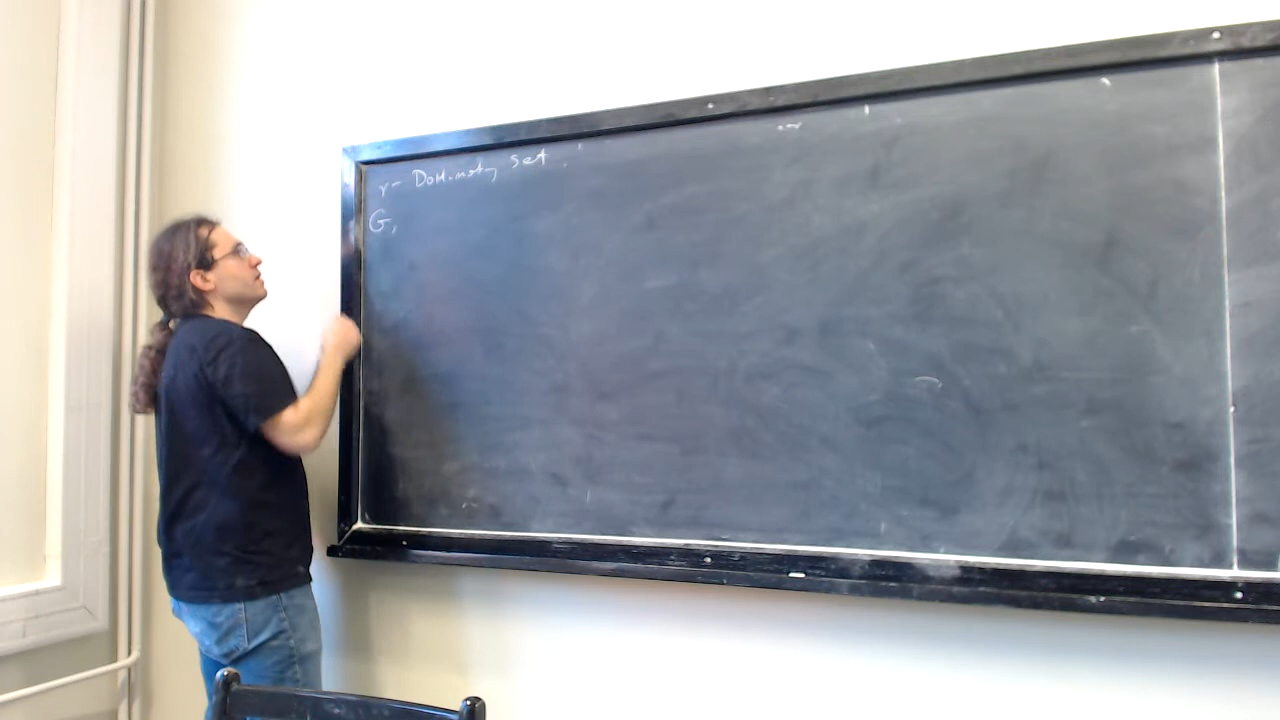 r- Dominating Set :
G,